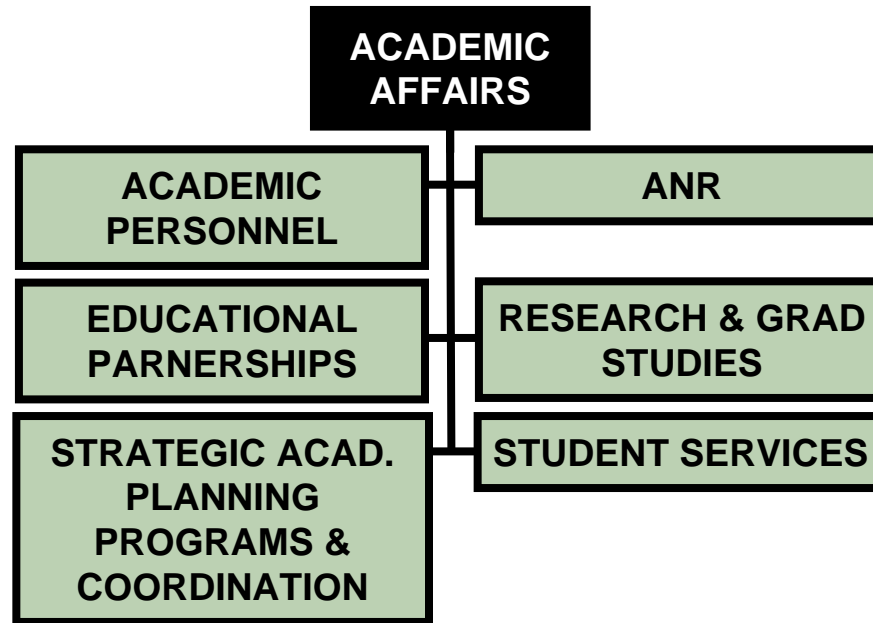 ACADEMIC
AFFAIRS
ACADEMIC
PERSONNEL
ANR
EDUCATIONAL
PARNERSHIPS
RESEARCH & GRAD
STUDIES
STRATEGIC ACAD.
PLANNING
PROGRAMS &
COORDINATION
STUDENT SERVICES